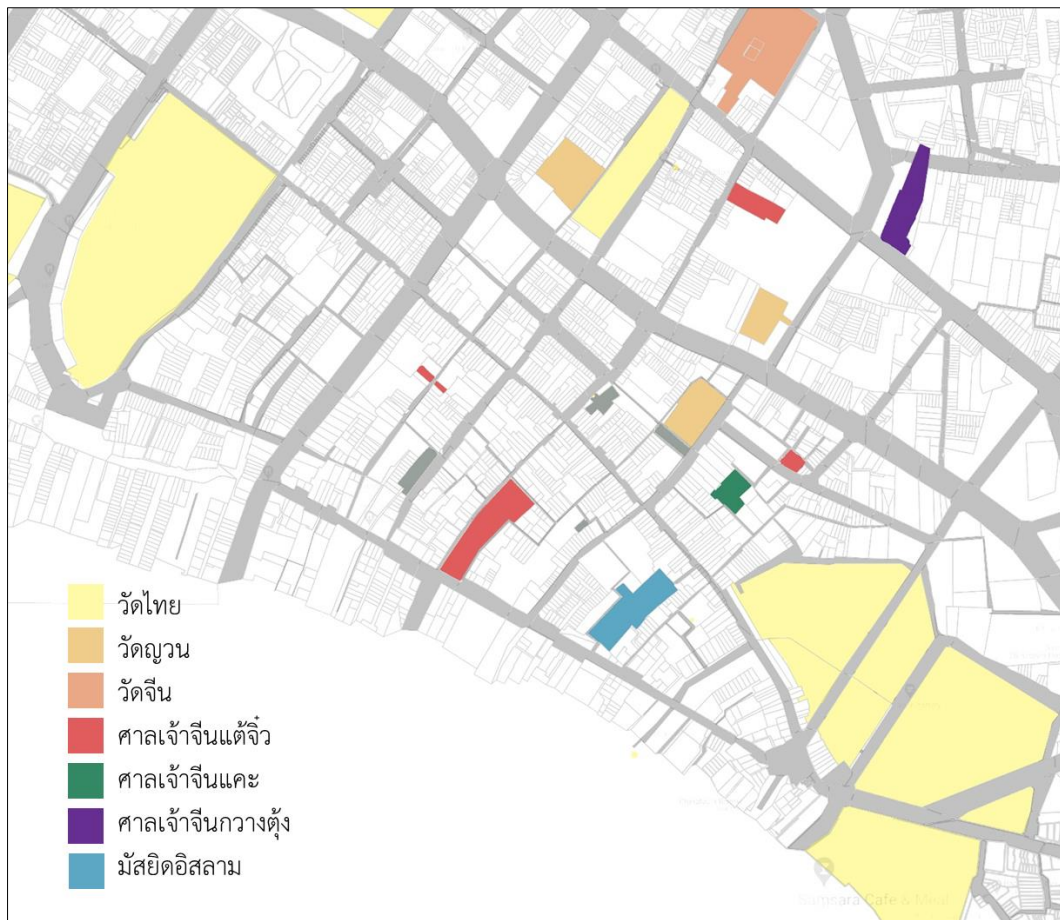 วัดไทย
วัดญวน
วัดจีน
ศาลเจ้าจีนแต้จิ๋ว
ศาลเจ้าจีนแคะ
ศาลเจ้าจีนกวางตุ้ง
มัสยิดอิสลาม